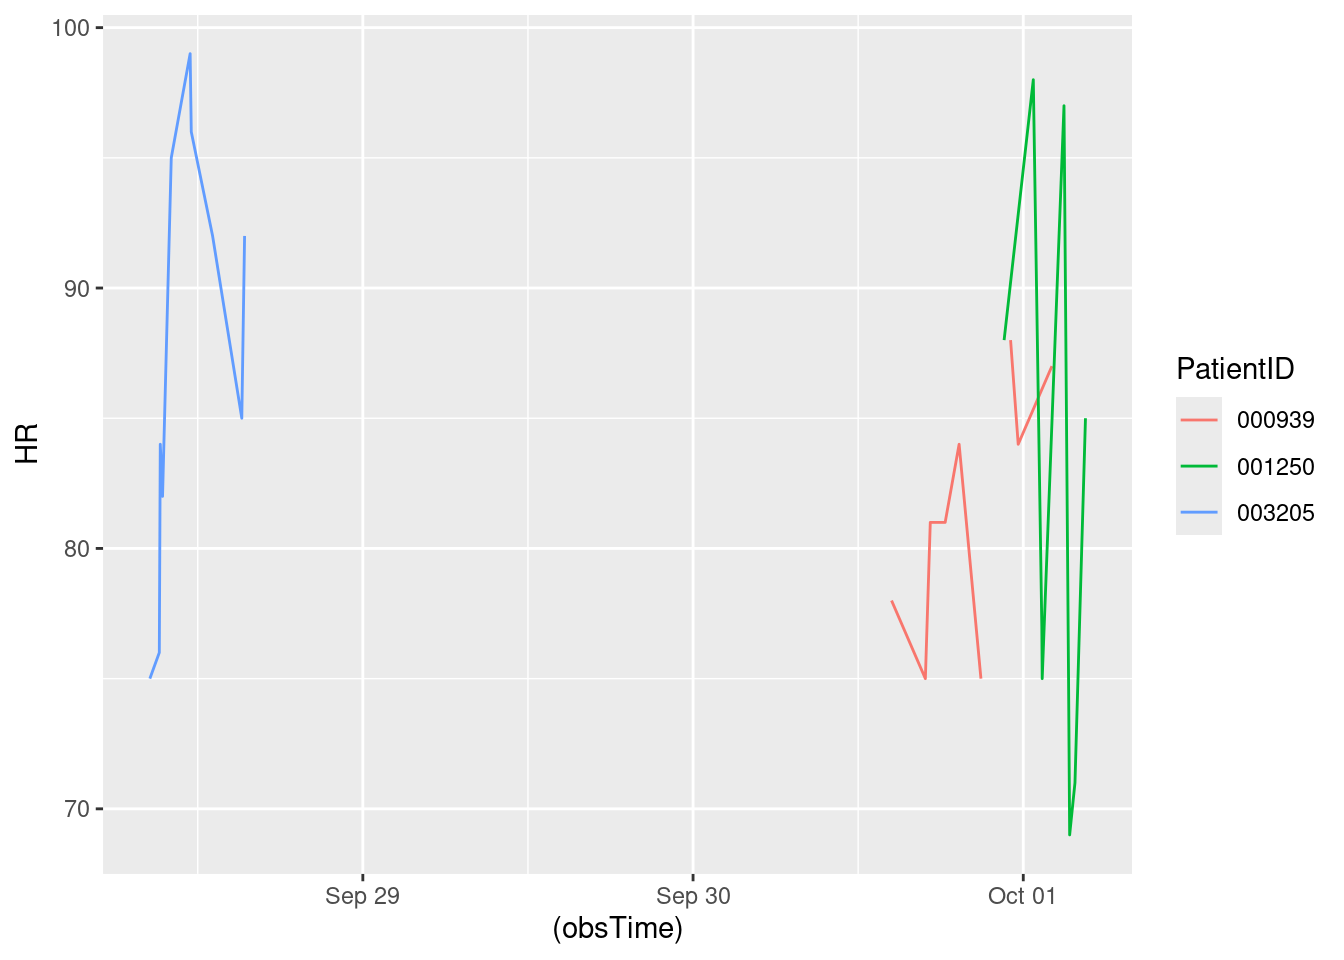 100
90
80
70
HR
Sep 29
Sep 30
Oct 01
(obsTime)
PatientID
000939
001250
003205